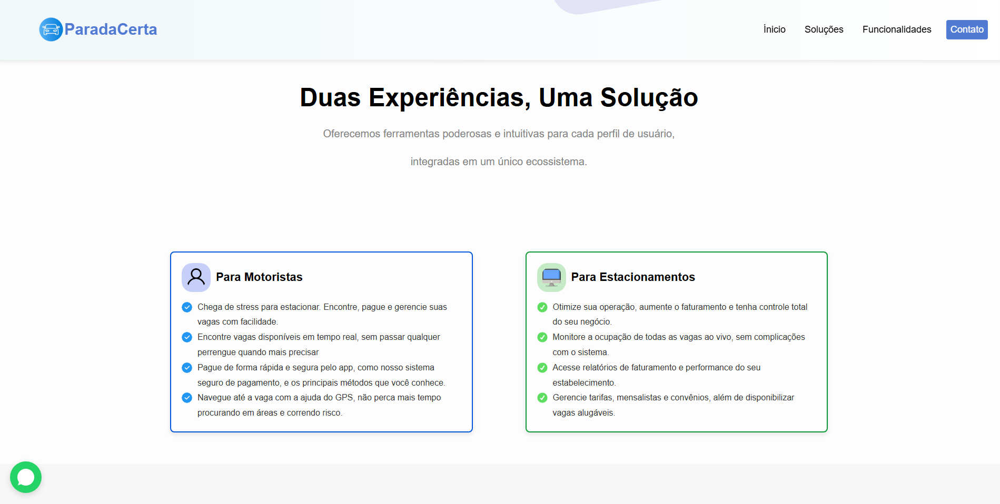 ParadaCerta
Ínicio
Soluções
Funcionalidades
Contato
Duas Experiências, Uma Solução
Oferecemos ferramentas poderosas e intuitivas para cada perfil de usuário,
integradas em um único ecossistema.
Para Motoristas
Chega de stress para estacionar. Encontre, pague e gerencie suas
vagas com facilidade.
Encontre vagas disponíveis em tempo real, sem passar qualquer
perrengue quando mais precisar
Pague de forma rápida e segura pelo app, como nosso sistema
seguro de pagamento, e os principais métodos que você conhece.
Navegue até a vaga com a ajuda do GPS, não perca mais tempo
procurando em áreas e correndo risco.
Para Estacionamentos
Otimize sua operação, aumente o faturamento e tenha controle total
do seu negócio.
Monitore a ocupação de todas as vagas ao vivo, sem complicações
com o sistema.
Acesse relatórios de faturamento e performance do seu
estabelecimento.
Gerencie tarifas, mensalistas e convênios, além de disponibilizar
vagas alugáveis.